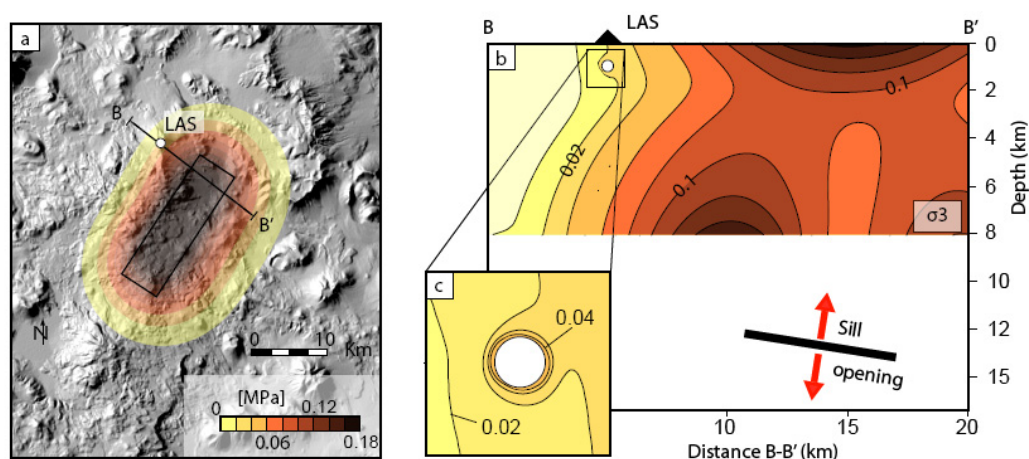 a
B
LAS
B'
N
0
10
Km
[MPa]
0
0.12
0.06
0.18
B
LAS
B'
b
0.02
0.1
0.1
σ3
0
2
4
6
8
10
12
15
Depth (km)
c
0.04
0.02
Sill
opening
10
15
20
Distance B-B' (km)